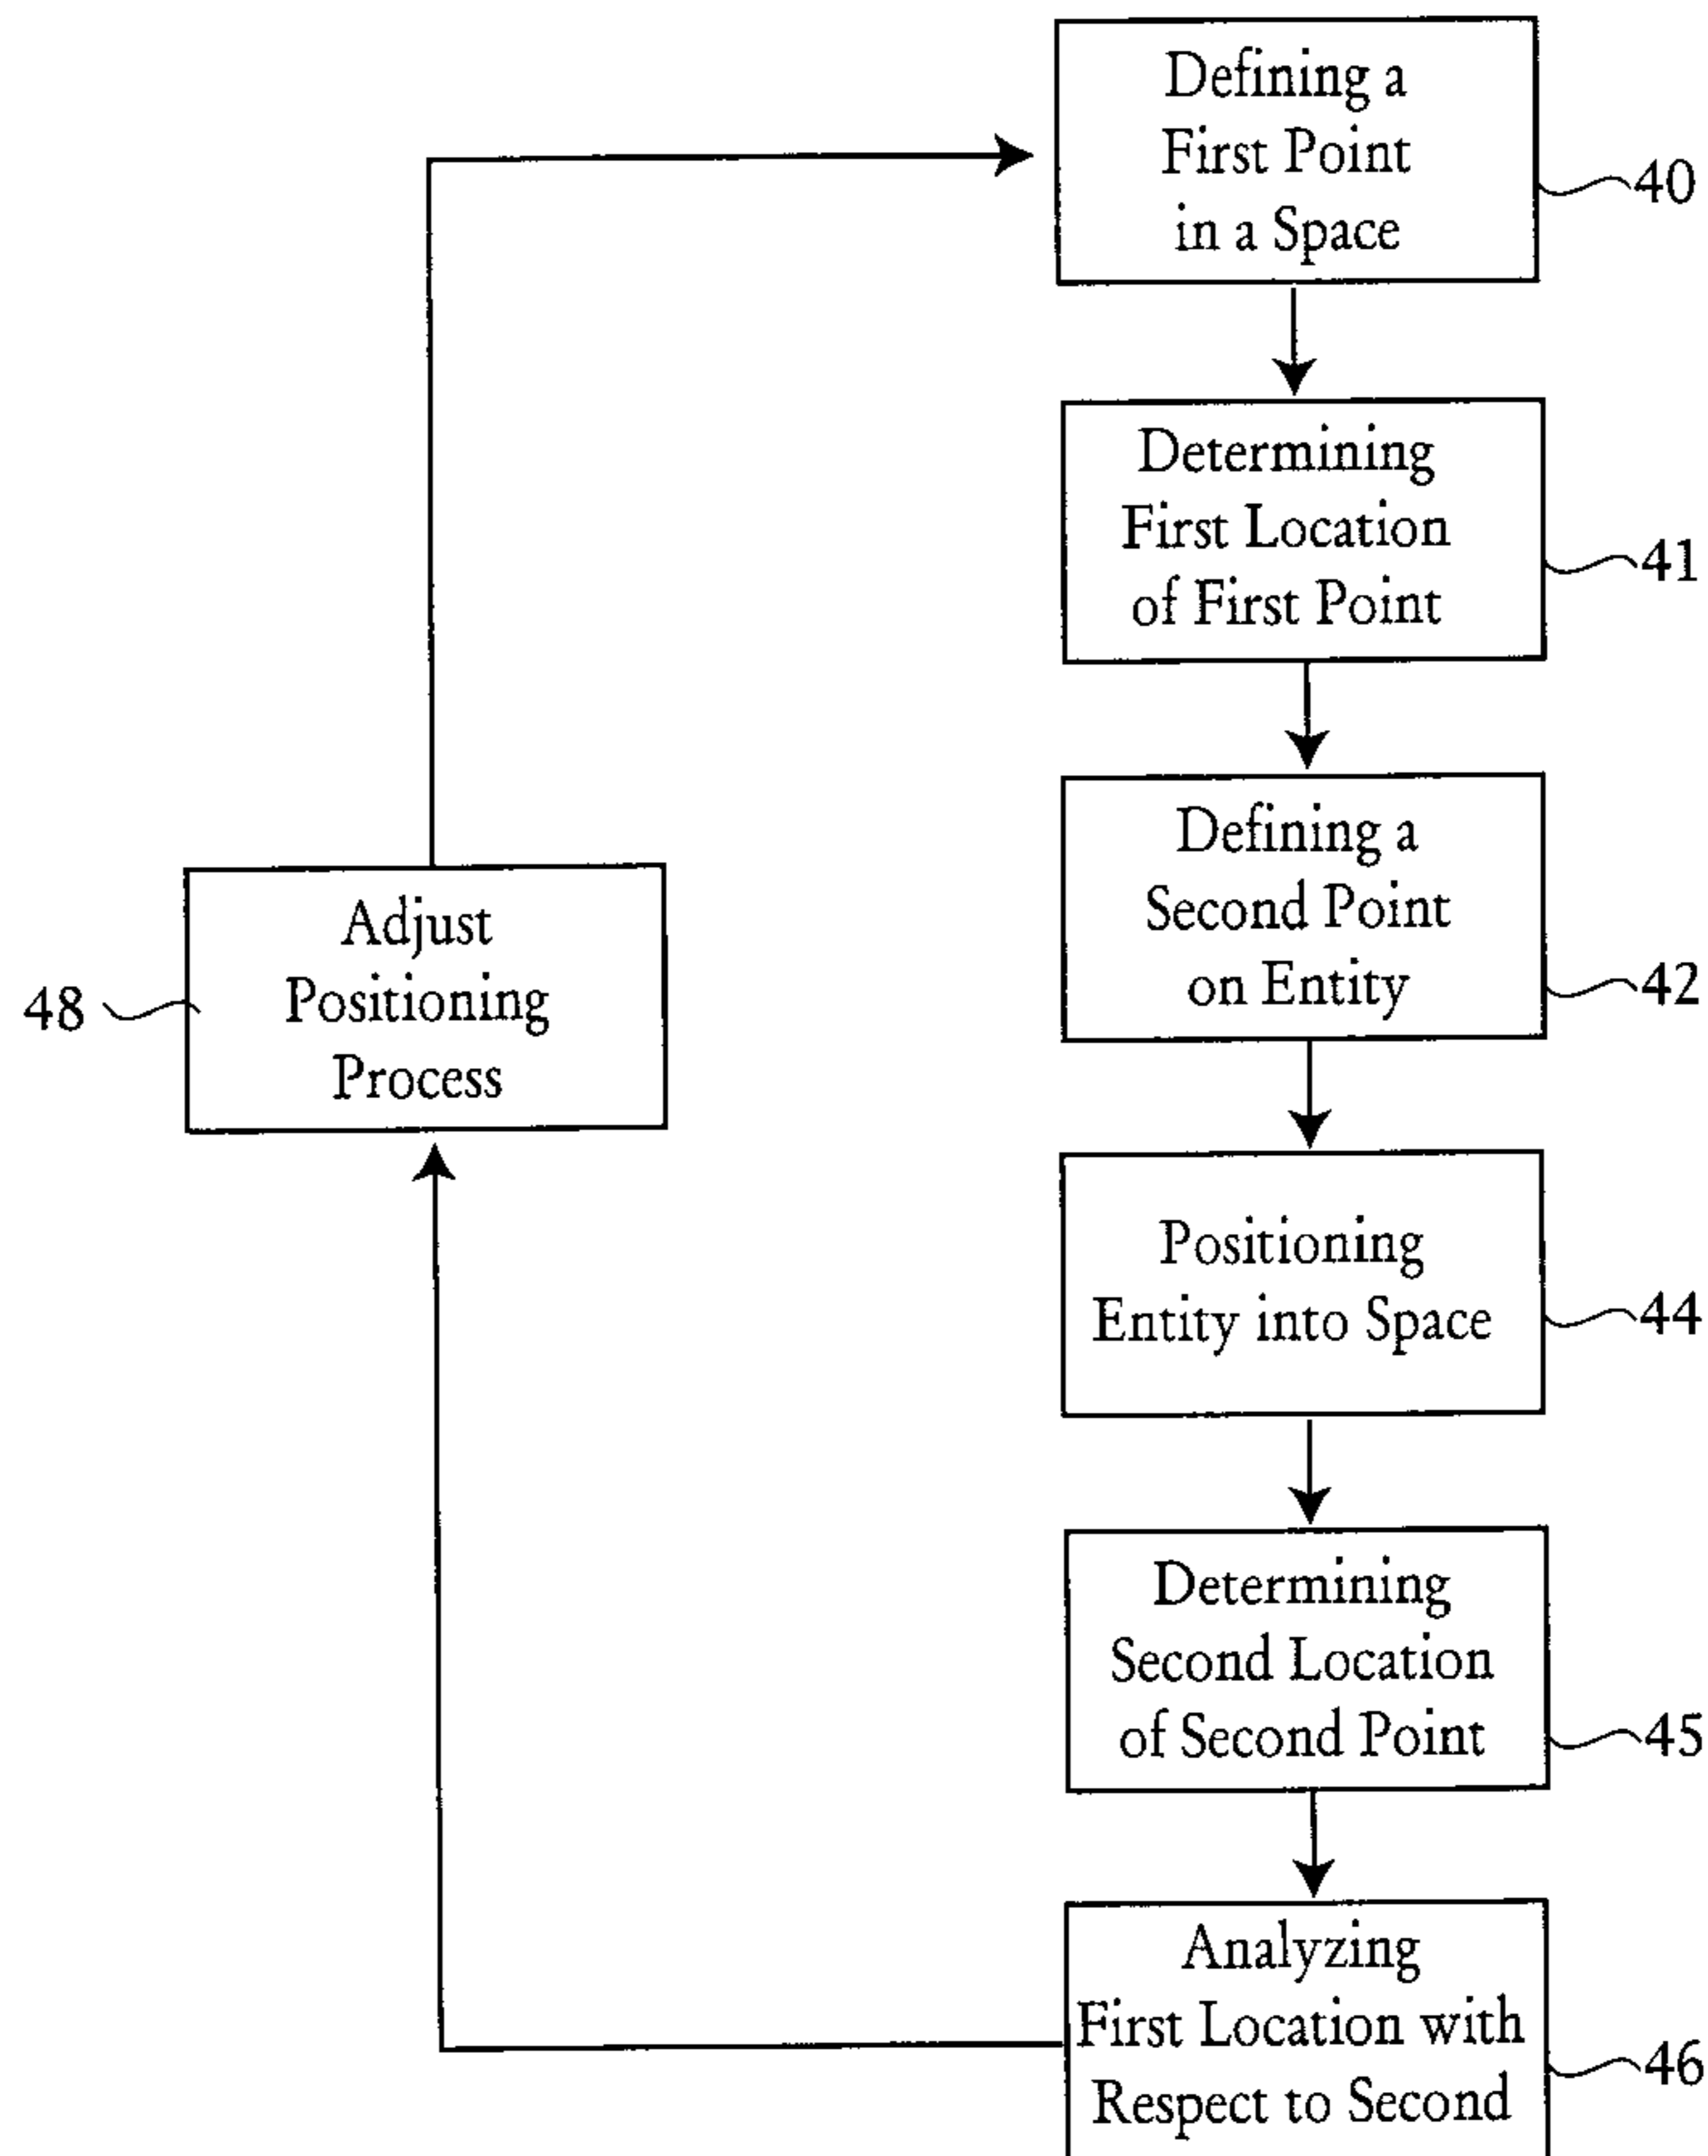 Defining a
First Point
in a Space
40
Determining
First Location
of First Point
41
Defining a
Second Point
on Entity
42
Adjust
Positioning
Process
48
Positioning
Entity into Space
44
Determining
Second Location
of Second Point
45
Analyzing
First Location with
Respect to Second
46